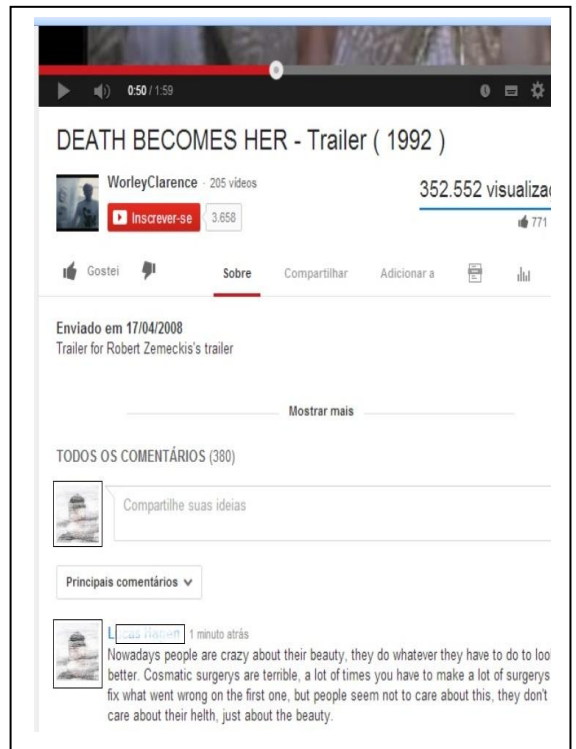 0:50 / 1:59
DEATH BECOMES HER - Trailer ( 1992 )
WorleyClarence · 205 vídeos
352.552 visualizaç
Inscrever-se 3.658
771
Gostei Sobre Compartilhar Adicionar a
Enviado em 17/04/2008
Trailer for Robert Zemeckis's trailer
Mostrar mais
TODOS OS COMENTÁRIOS (380)
Compartilhe suas ideias
Principais comentários
1 minuto atrás
Nowadays people are crazy about their beauty, they do whatever they have to do to loo
better. Cosmatic surgerys are terrible, a lot of times you have to make a lot of surgerys
fix what went wrong on the first one, but people seem not to care about this, they don't
care about their helth, just about the beauty.